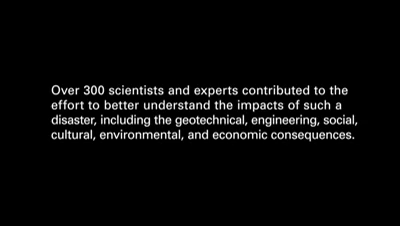 Over 300 scientists and experts contributed to the
effort to better understand the impacts of such a
disaster, including the geotechnical, engineering, social,
cultural, environmental, and economic consequences.